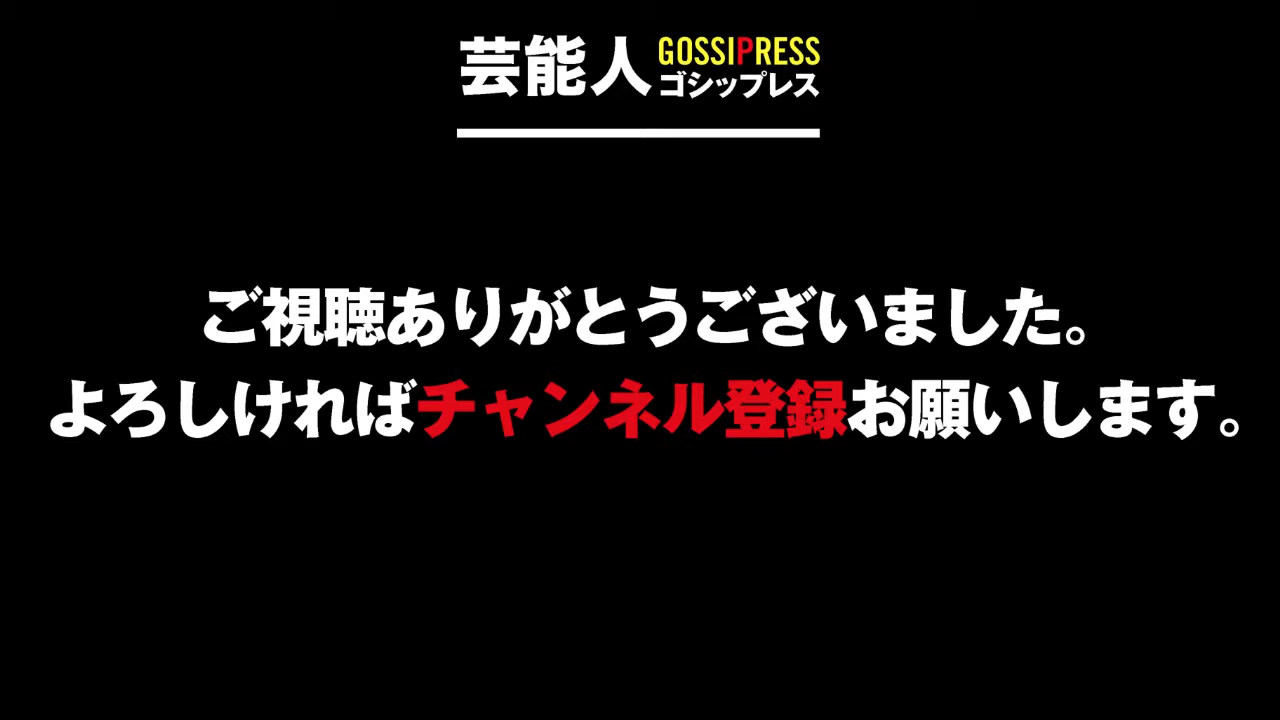 芸能人 GOSSIPRESS
ゴシップレス
ご視聴ありがとうございました。
よろしければチャンネル登録お願いします。